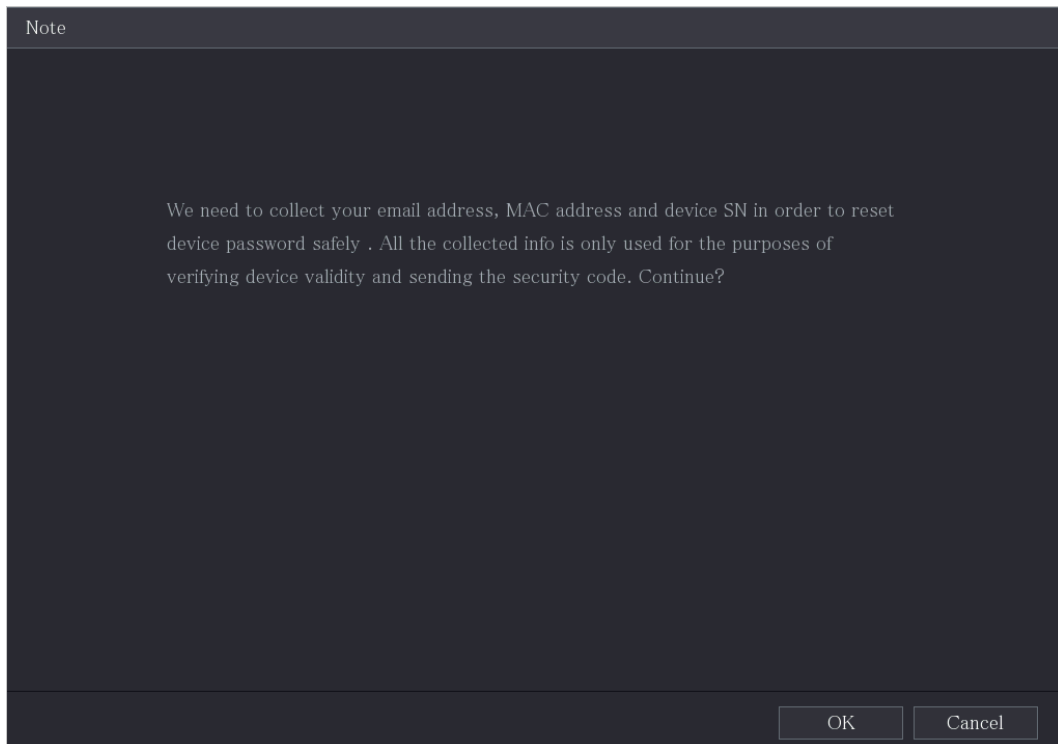 Note
We need to collect your email address, MAC address and device SN in order to reset
device password safely . All the collected info is only used for the purposes of
verifying device validity and sending the security code. Continue?
OK
Cancel